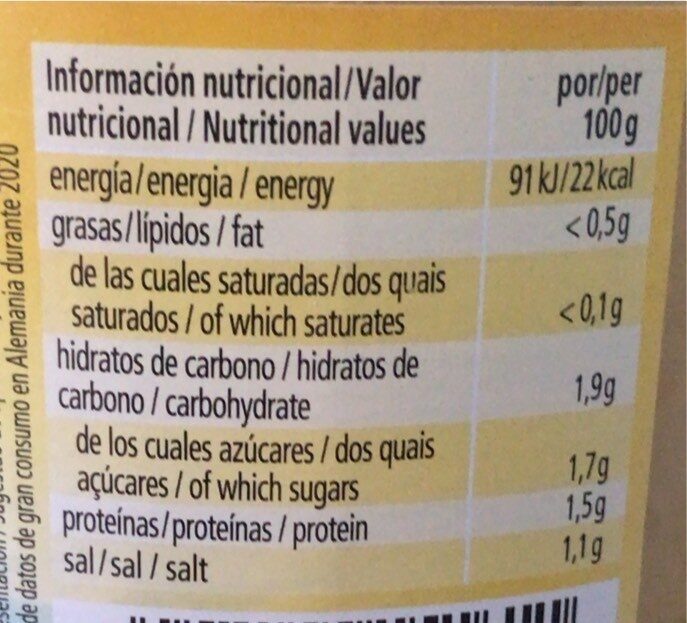 Información nutricional/Valor por/per
nutricional / Nutritional values 100g
energía/energia / energy 91 kJ/22 kcal
grasas/lípidos / fat <0,5g
de las cuales saturadas/dos quais
saturados / of which saturates <0,1g
hidratos de carbono / hidratos de
carbono / carbohydrate 1,9g
de los cuales azúcares / dos quais
açúcares / of which sugars 1,7g
proteínas/proteínas / protein 1,5g
sal/sal / salt 1,1g
de datos de gran consumo en Alemania durante 2020